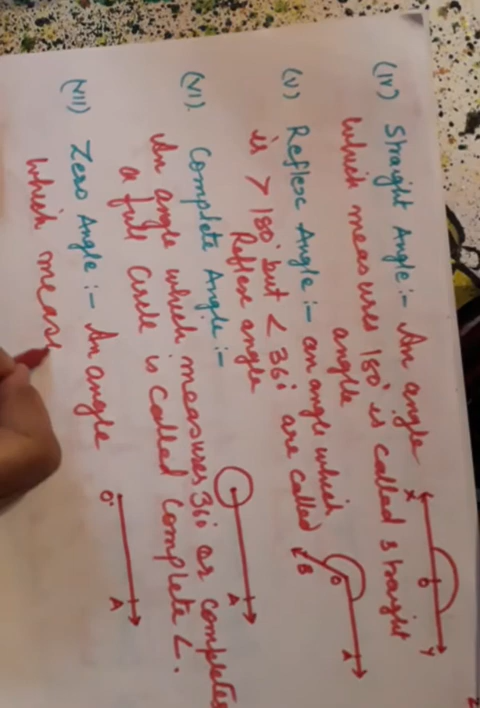 (IV) Straight Angle:- An angle
which measures 180° is called straight
angle
(V) Reflex Angle:- an angle which
is > 180° but < 360° are called
Reflex angle
(VI). Complete Angle:-
An angle which measures 360° or completes
a full circle is called complete ∠.
(VII) Zero Angle:- An angle
which meas
X O Y
B O A
A
O A